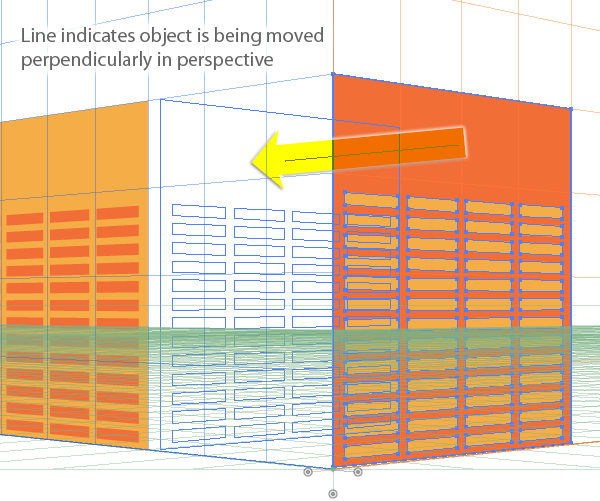 Line indicates object is being moved
perpendicularly in perspective